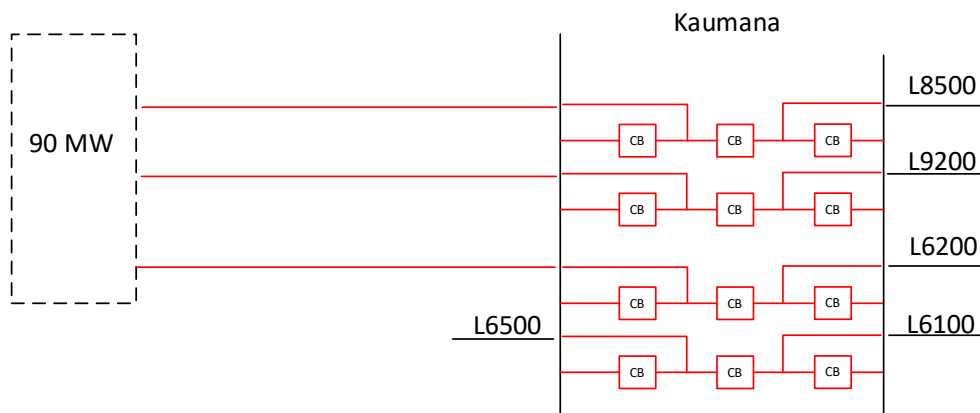 Kaumana
L8500
90 MW
CB CB CB
L9200
CB CB CB
L6200
CB CB CB
L6500
L6100
CB CB CB